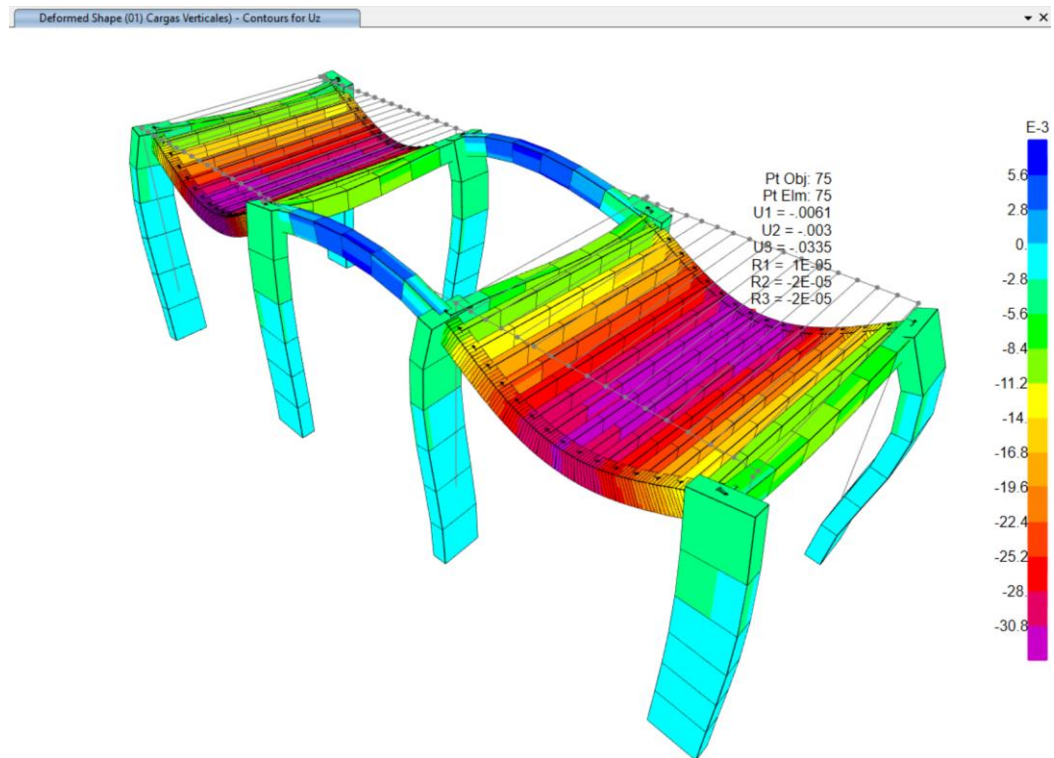 Deformed Shape (01) Cargas Verticales) - Contours for Uz
E-3
5.6
2.8
0.
-2.8
-5.6
-8.4
-11.2
-14.
-16.8
-19.6
-22.4
-25.2
-28.
-30.8
Pt Obj: 75
Pt Elm: 75
U1 = -.0061
U2 = -.003
U3 = -.0335
R1 = .1E-05
R2 = -2E-05
R3 = -2E-05